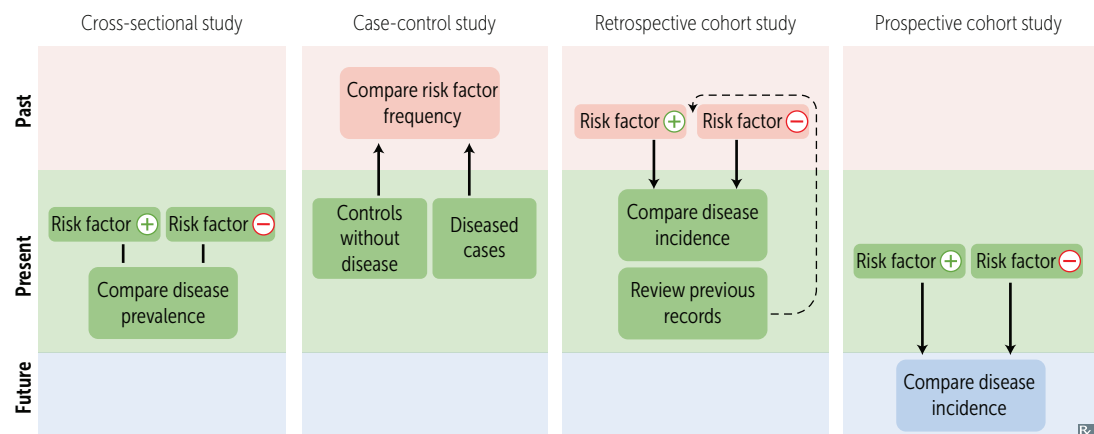 Cross-sectional study
Case-control study
Retrospective cohort study
Prospective cohort study
Past
Present
Future
Risk factor +
Risk factor −
Compare disease
prevalence
Compare risk factor
frequency
Controls
without
disease
Diseased
cases
Risk factor +
Risk factor −
Compare disease
incidence
Review previous
records
Risk factor +
Risk factor −
Compare disease
incidence
Rx